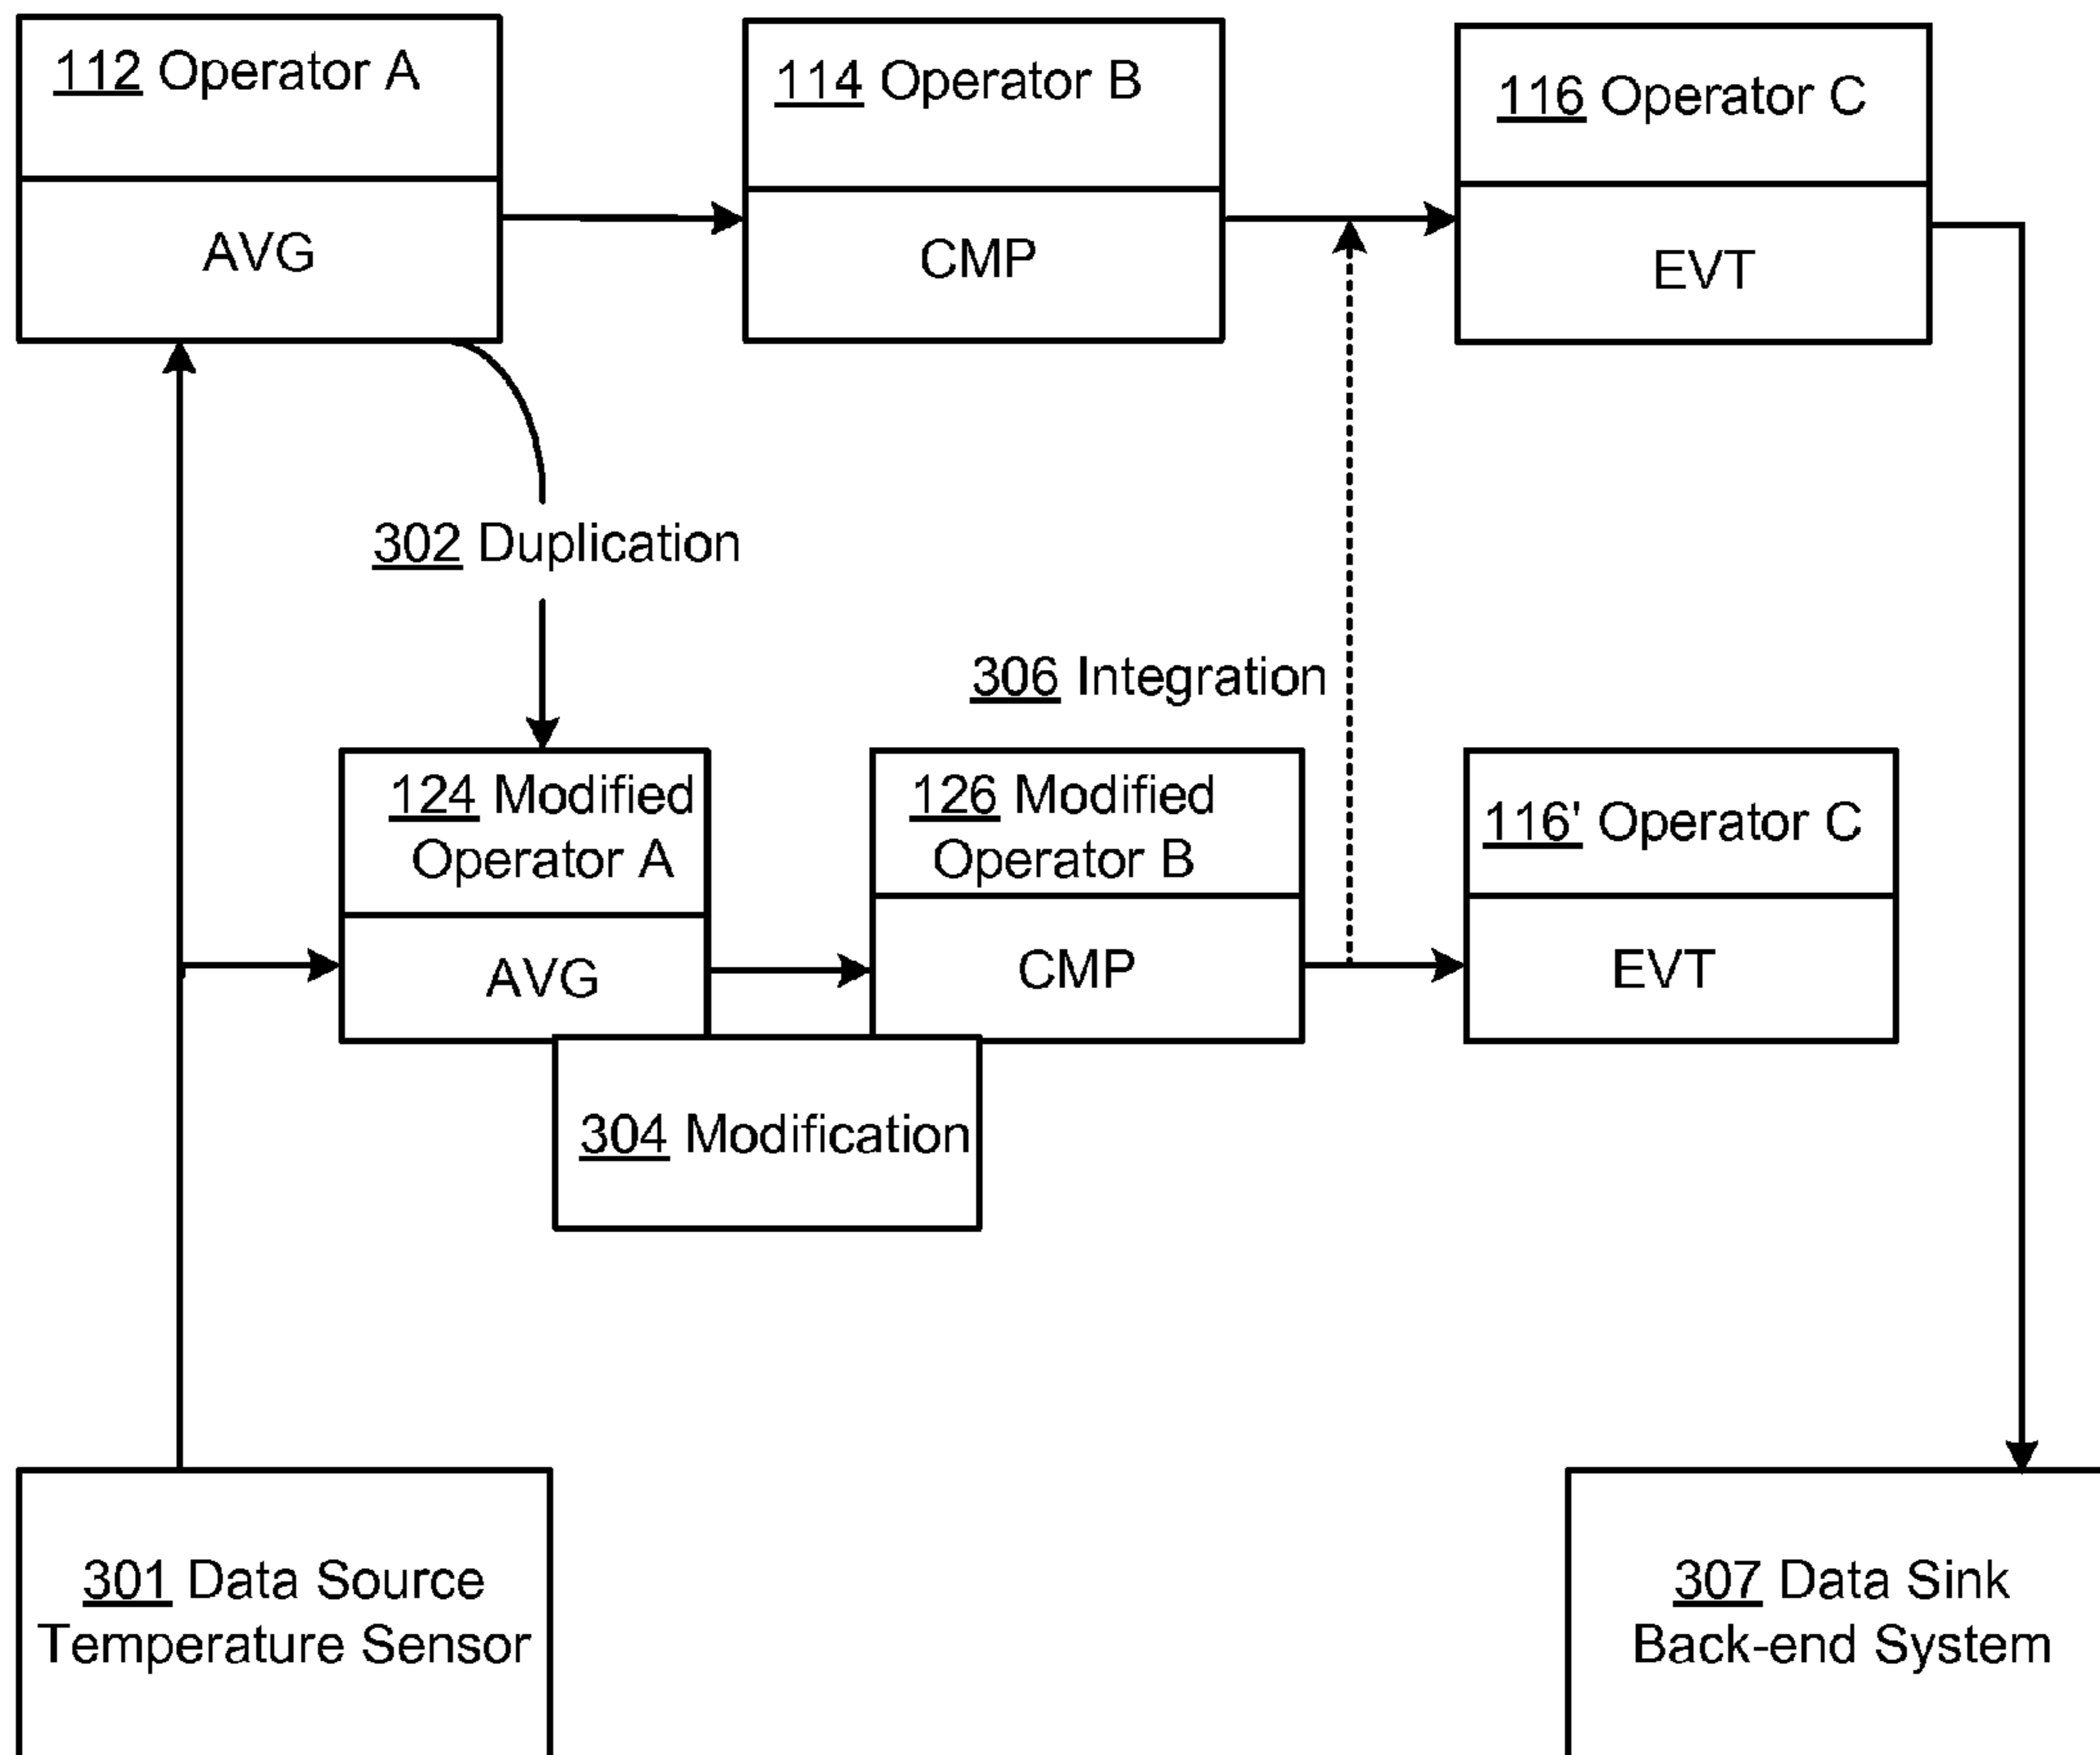 112 Operator A
AVG
114 Operator B
CMP
116 Operator C
EVT
302 Duplication
306 Integration
124 Modified
Operator A
AVG
126 Modified
Operator B
CMP
116' Operator C
EVT
304 Modification
301 Data Source
Temperature Sensor
307 Data Sink
Back-end System